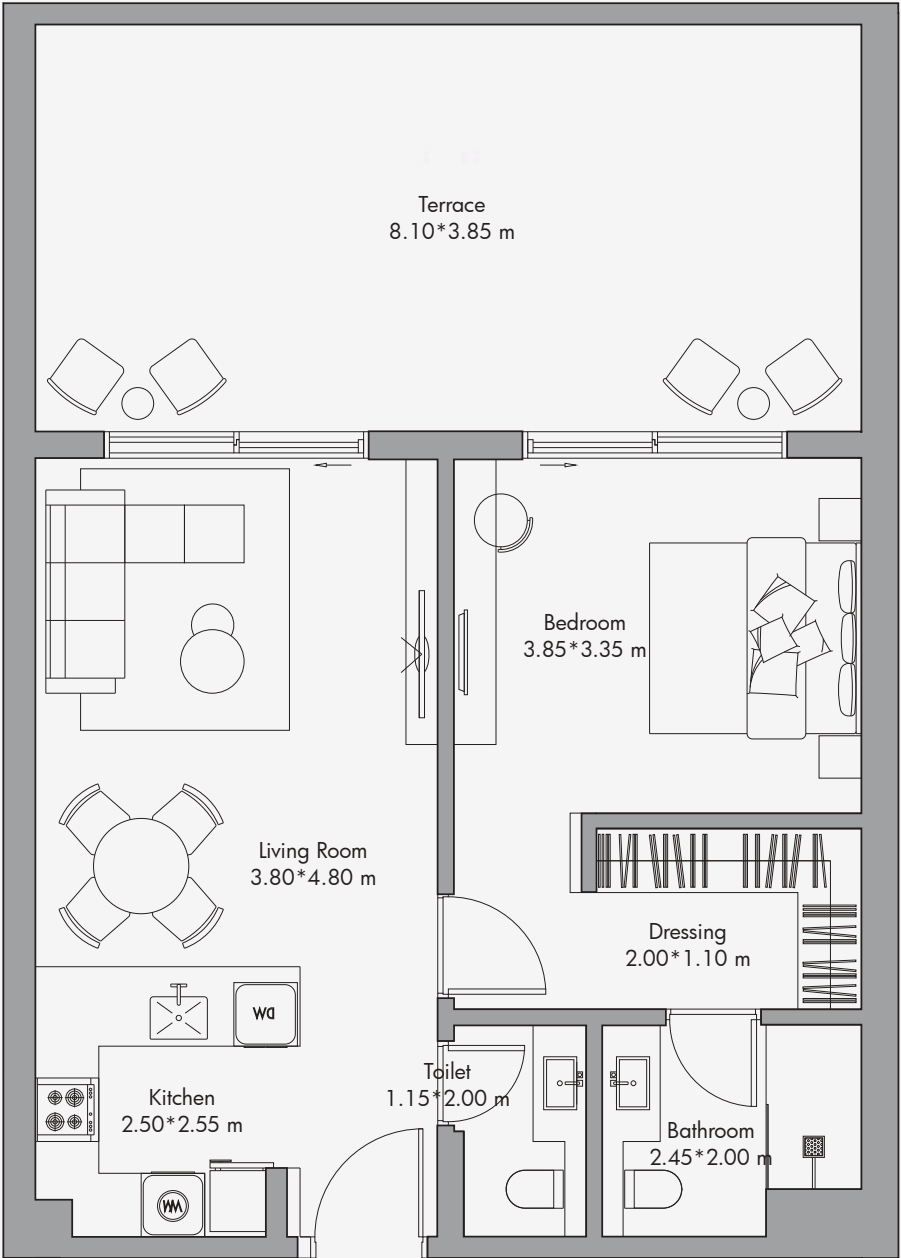 Terrace
8.10*3.85 m
Bedroom
3.85*3.35 m
Living Room
3.80*4.80 m
Dressing
2.00*1.10 m
DW
Toilet
1.15*2.00 m
Kitchen
2.50*2.55 m
Bathroom
2.45*2.00 m
WM